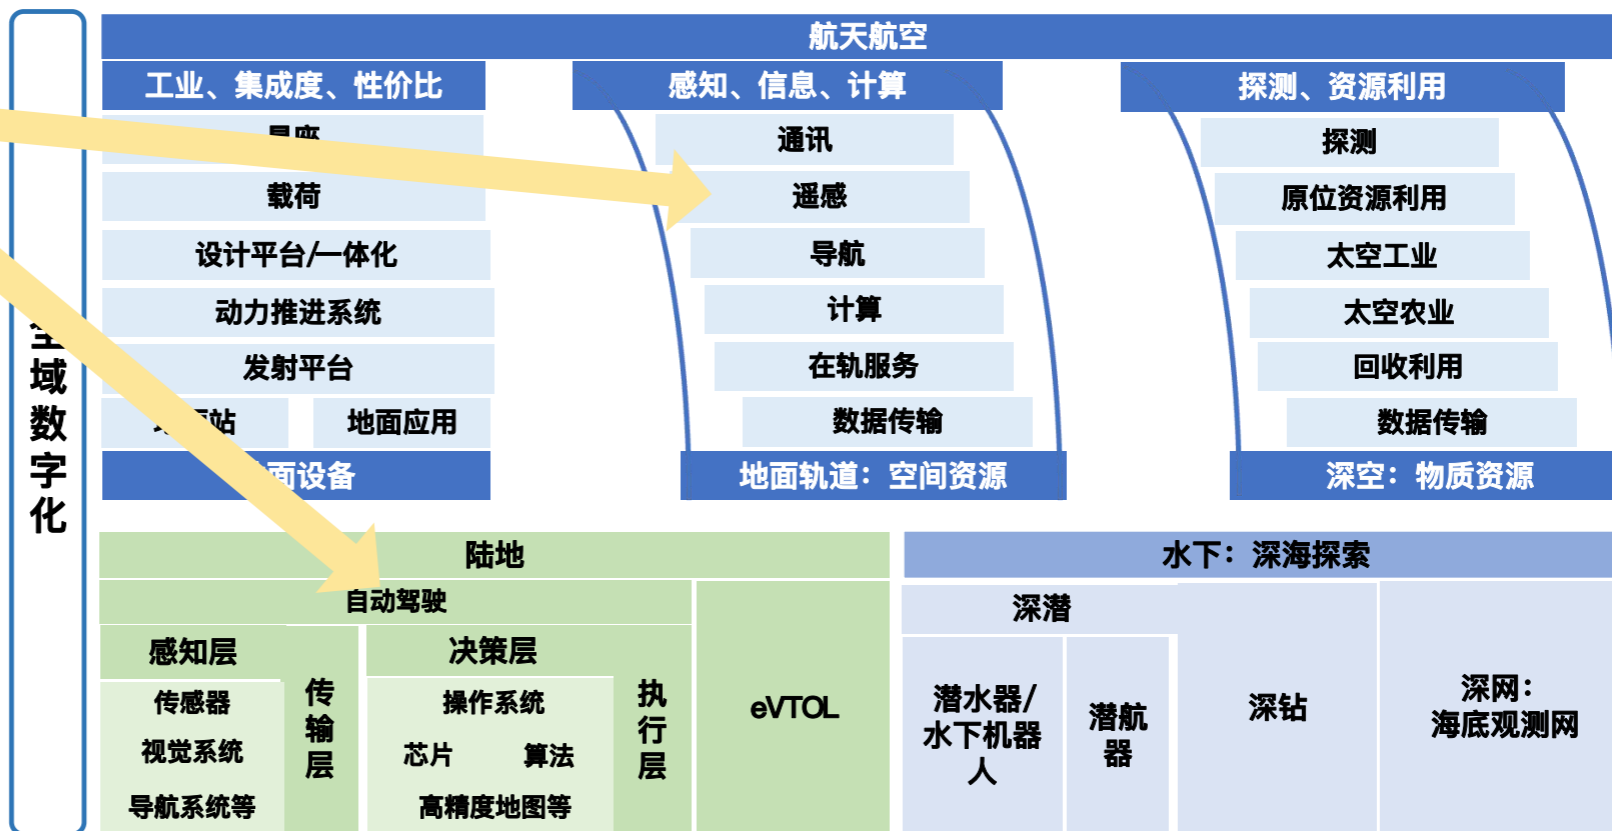 域
数
字
化
航天航空
工业、集成度、性价比
载荷
设计平台/一体化
动力推进系统
发射平台
站
地面应用
面设备
感知、信息、计算
通讯
遥感
导航
计算
在轨服务
数据传输
地面轨道：空间资源
探测、资源利用
探测
原位资源利用
太空工业
太空农业
回收利用
数据传输
深空：物质资源
陆地
自动驾驶
感知层
传感器
视觉系统
导航系统等
传
输
层
决策层
操作系统
芯片 算法
高精度地图等
执
行
层
eVTOL
水下：深海探索
深潜
潜水器/
水下机器
人
潜航
器
深钻
深网：
海底观测网